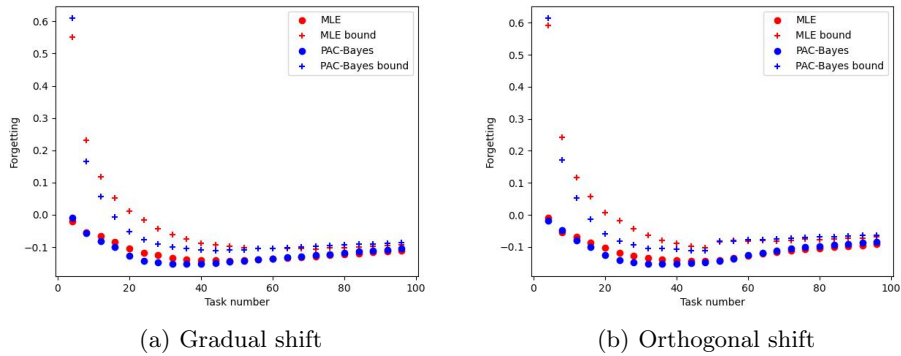 0.6
0.5
0.4
0.3
0.2
0.1
0.0
−0.1
Forgetting
0
20
40
60
80
100
Task number
MLE
MLE bound
PAC-Bayes
PAC-Bayes bound
(a) Gradual shift
0.6
0.5
0.4
0.3
0.2
0.1
0.0
−0.1
Forgetting
0
20
40
60
80
100
Task number
MLE
MLE bound
PAC-Bayes
PAC-Bayes bound
(b) Orthogonal shift